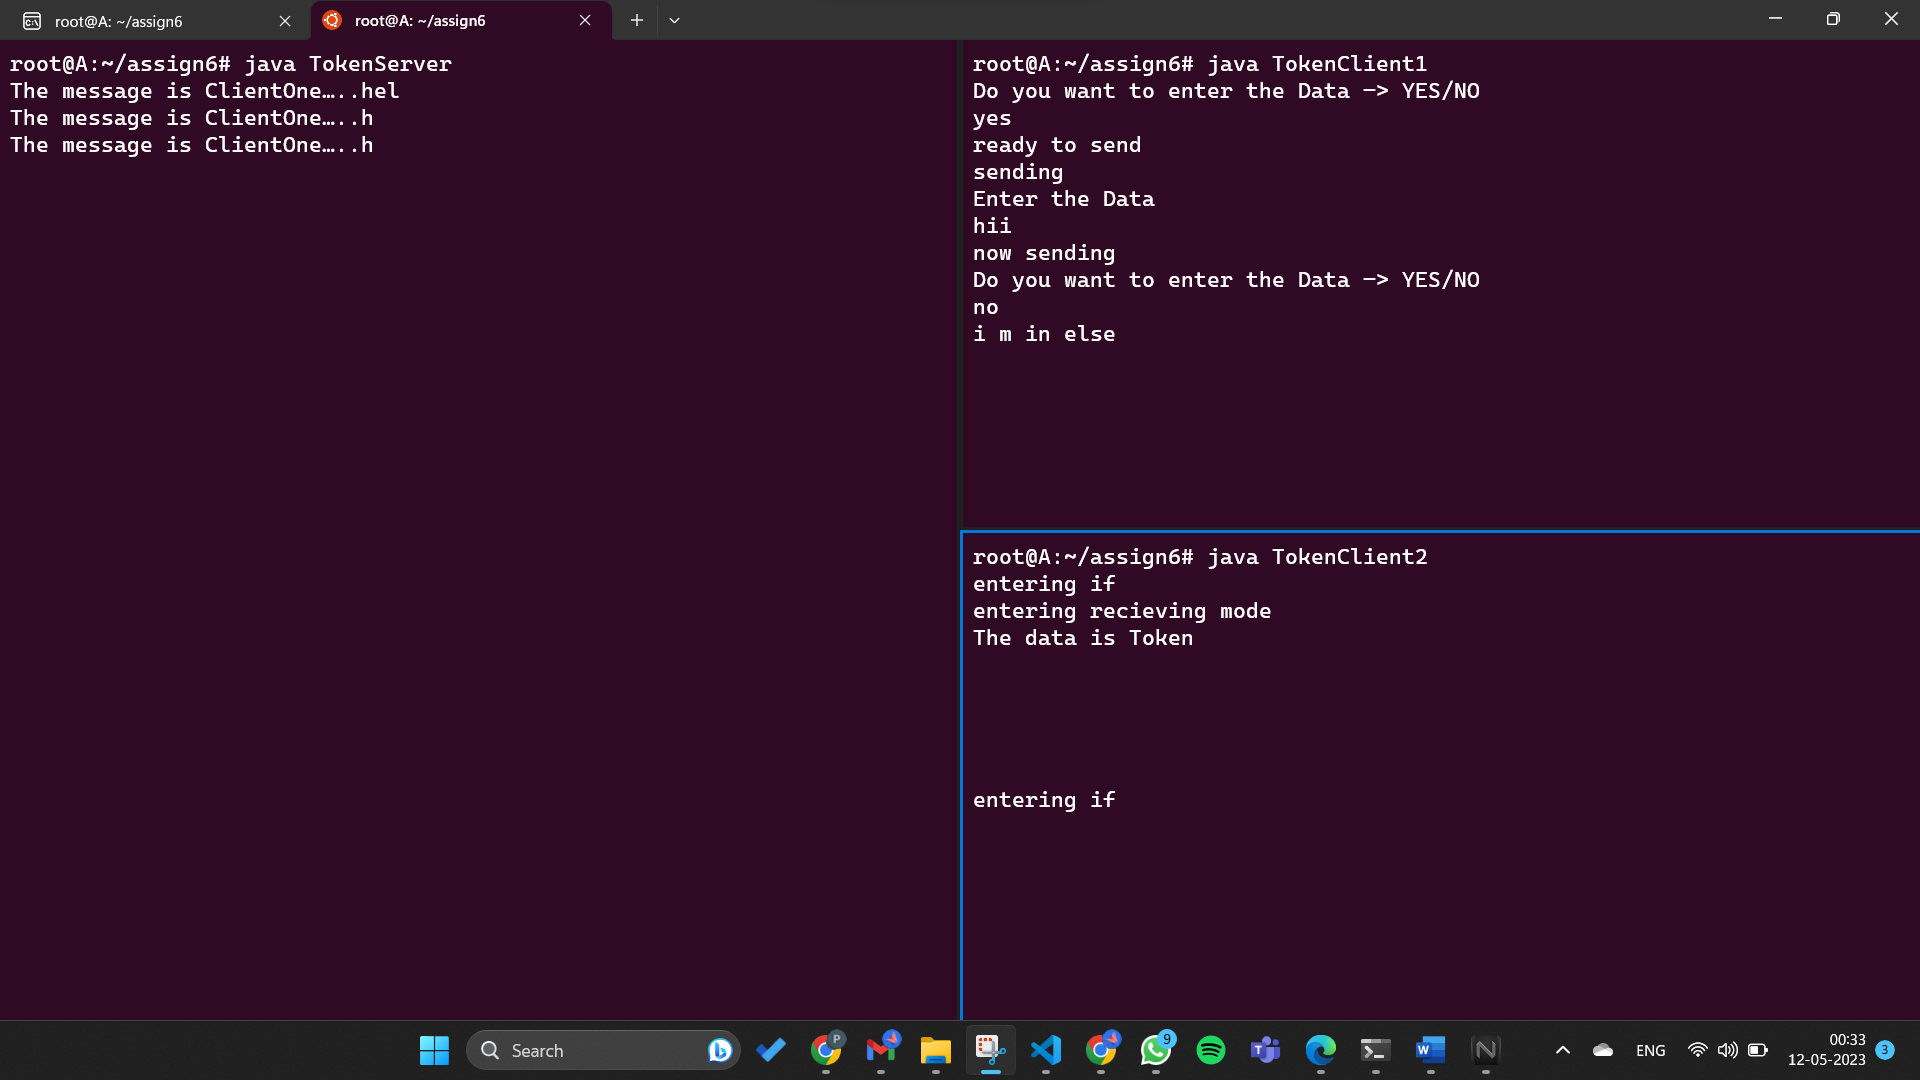 root@A: ~/assign6
root@A: ~/assign6
root@A:~/assign6# java TokenServer
The message is ClientOne…..hel
The message is ClientOne…..h
The message is ClientOne…..h
root@A:~/assign6# java TokenClient1
Do you want to enter the Data —> YES/NO
yes
ready to send
sending
Enter the Data
hii
now sending
Do you want to enter the Data —> YES/NO
no
i m in else
root@A:~/assign6# java TokenClient2
entering if
entering recieving mode
The data is Token
entering if
Search
P
9
ENG
00:33
12-05-2023
3